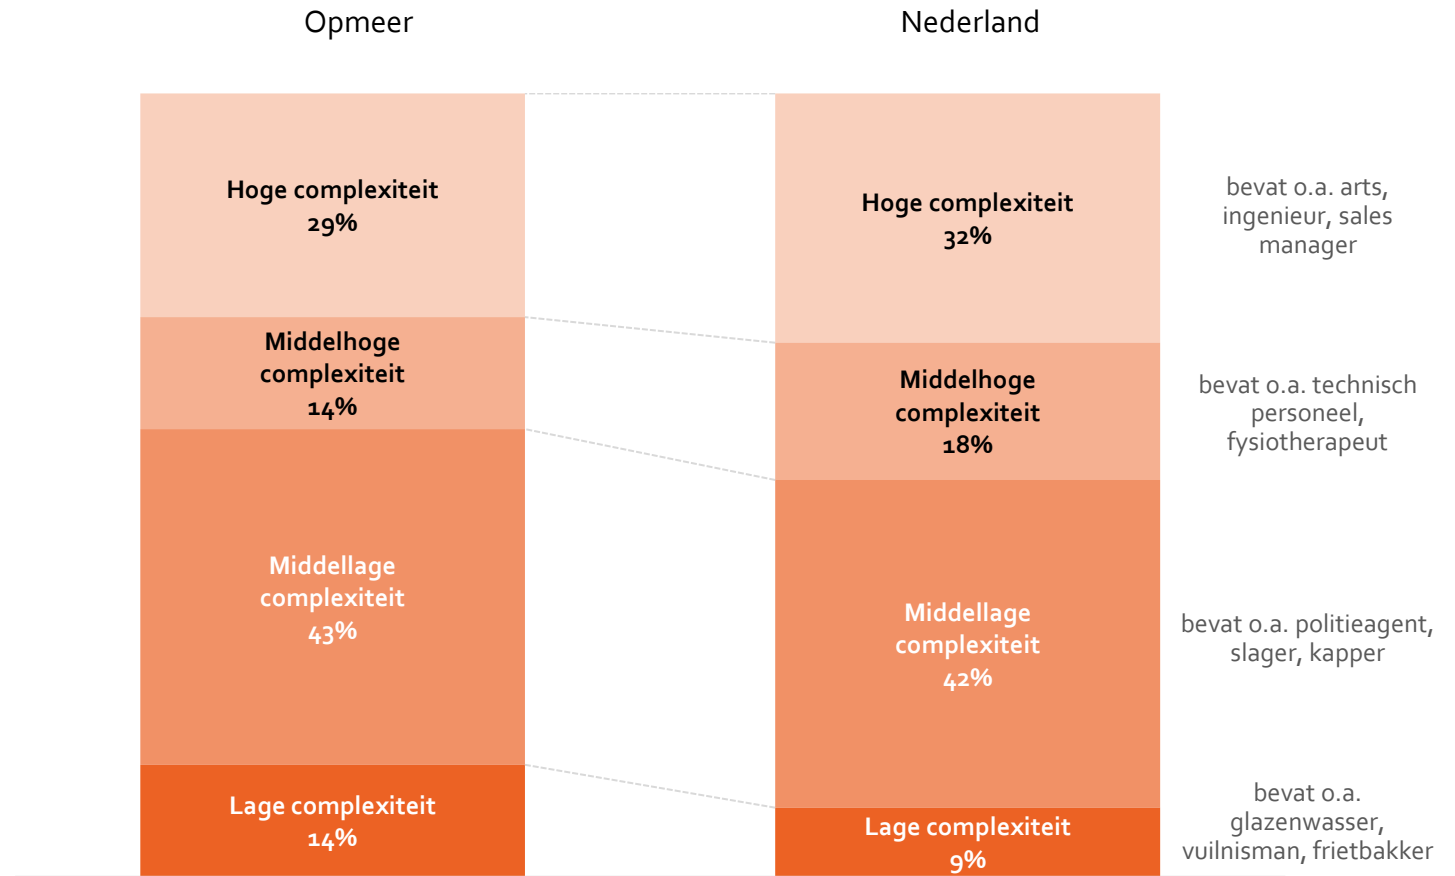 Opmeer
Nederland
Hoge complexiteit
29%
Middelhoge
complexiteit
14%
Middellage
complexiteit
43%
Lage complexiteit
14%
Hoge complexiteit
32%
Middelhoge
complexiteit
18%
Middellage
complexiteit
42%
Lage complexiteit
9%
bevat o.a. arts,
ingenieur, sales
manager
bevat o.a. technisch
personeel,
fysiotherapeut
bevat o.a. politieagent,
slager, kapper
bevat o.a.
glazenwasser,
vuilnisman, frietbakker